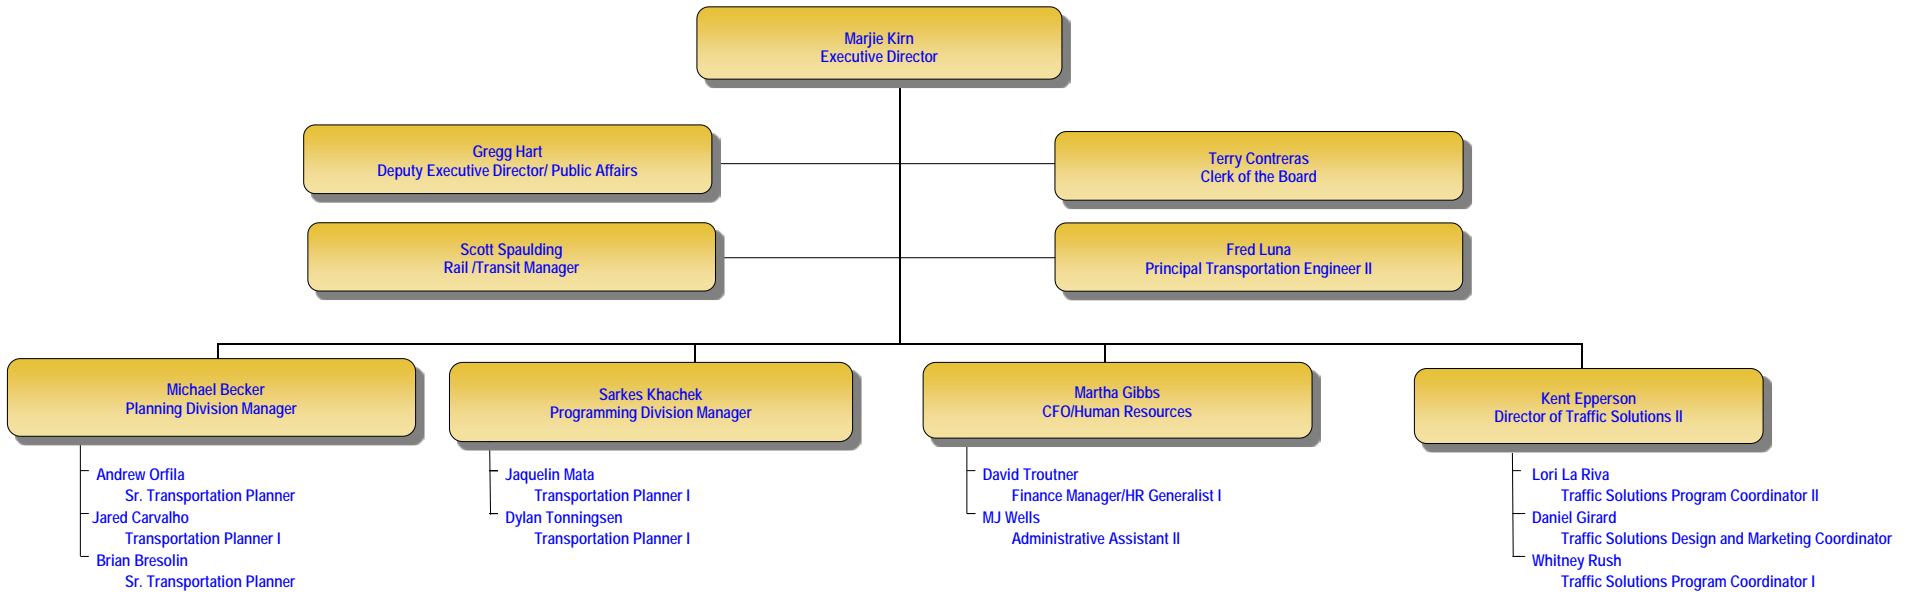 Marjie Kirn
Executive Director
Gregg Hart
Deputy Executive Director/ Public Affairs
Terry Contreras
Clerk of the Board
Scott Spaulding
Rail /Transit Manager
Fred Luna
Principal Transportation Engineer II
Michael Becker
Planning Division Manager
Andrew Orfila
Sr. Transportation Planner
Jared Carvalho
Transportation Planner I
Brian Bresolin
Sr. Transportation Planner
Sarkes Khachek
Programming Division Manager
Jaquelin Mata
Transportation Planner I
Dylan Tonningsen
Transportation Planner I
Martha Gibbs
CFO/Human Resources
David Troutner
Finance Manager/HR Generalist I
MJ Wells
Administrative Assistant II
Kent Epperson
Director of Traffic Solutions II
Lori La Riva
Traffic Solutions Program Coordinator II
Daniel Girard
Traffic Solutions Design and Marketing Coordinator
Whitney Rush
Traffic Solutions Program Coordinator I